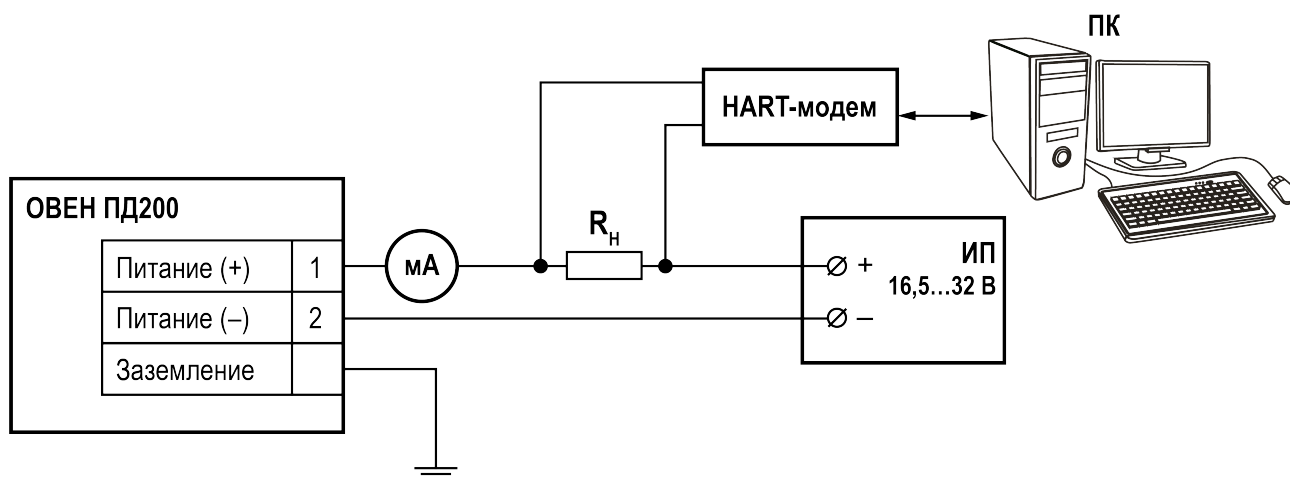 ПК
HART-модем
ОВЕН ПД200
Питание (+) 1
Питание (–) 2
Заземление
мА
Rн
+
–
ИП
16,5...32 В